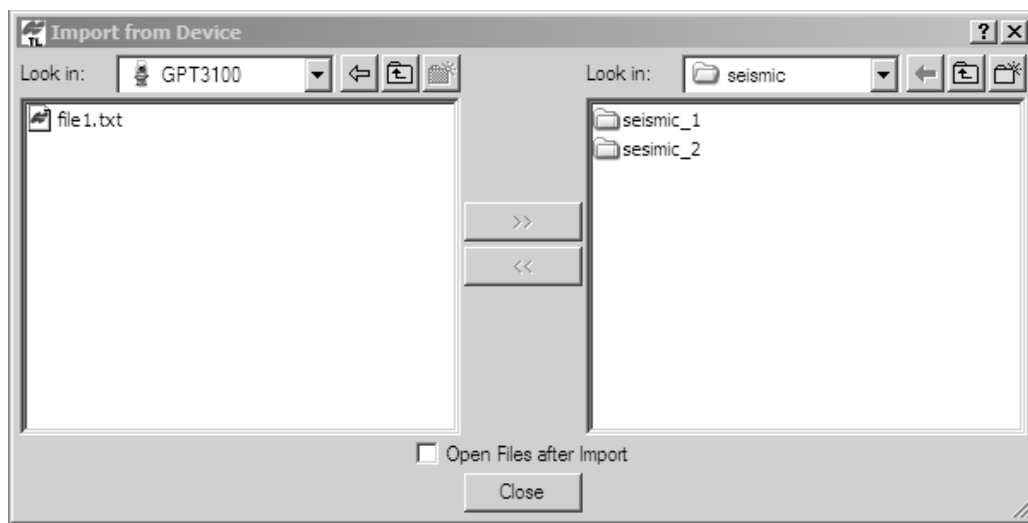 TL Import from Device ? X
Look in: GPT3100 Look in: seismic
file1.txt seismic_1
sesimic_2
>>
<<
Open Files after Import
Close